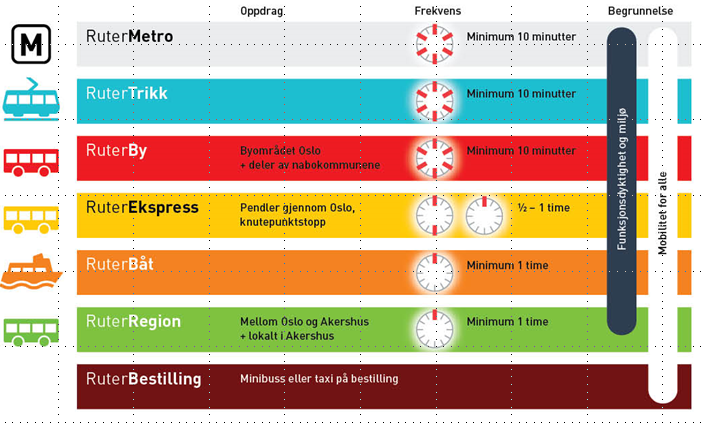 Oppdrag
Frekvens
Begrunnelse
M
RuterMetro
Minimum 10 minutter
RuterTrikk
Minimum 10 minutter
RuterBy
Byområdet Oslo
+ deler av nabokommunene
Minimum 10 minutter
RuterEkspress
Pendler gjennom Oslo,
knutepunktstopp
½ – 1 time
RuterBåt
Minimum 1 time
RuterRegion
Mellom Oslo og Akershus
+ lokalt i Akershus
Minimum 1 time
RuterBestilling
Minibuss eller taxi på bestilling
Funksjonsdyktighet og miljø
Mobilitet for alle